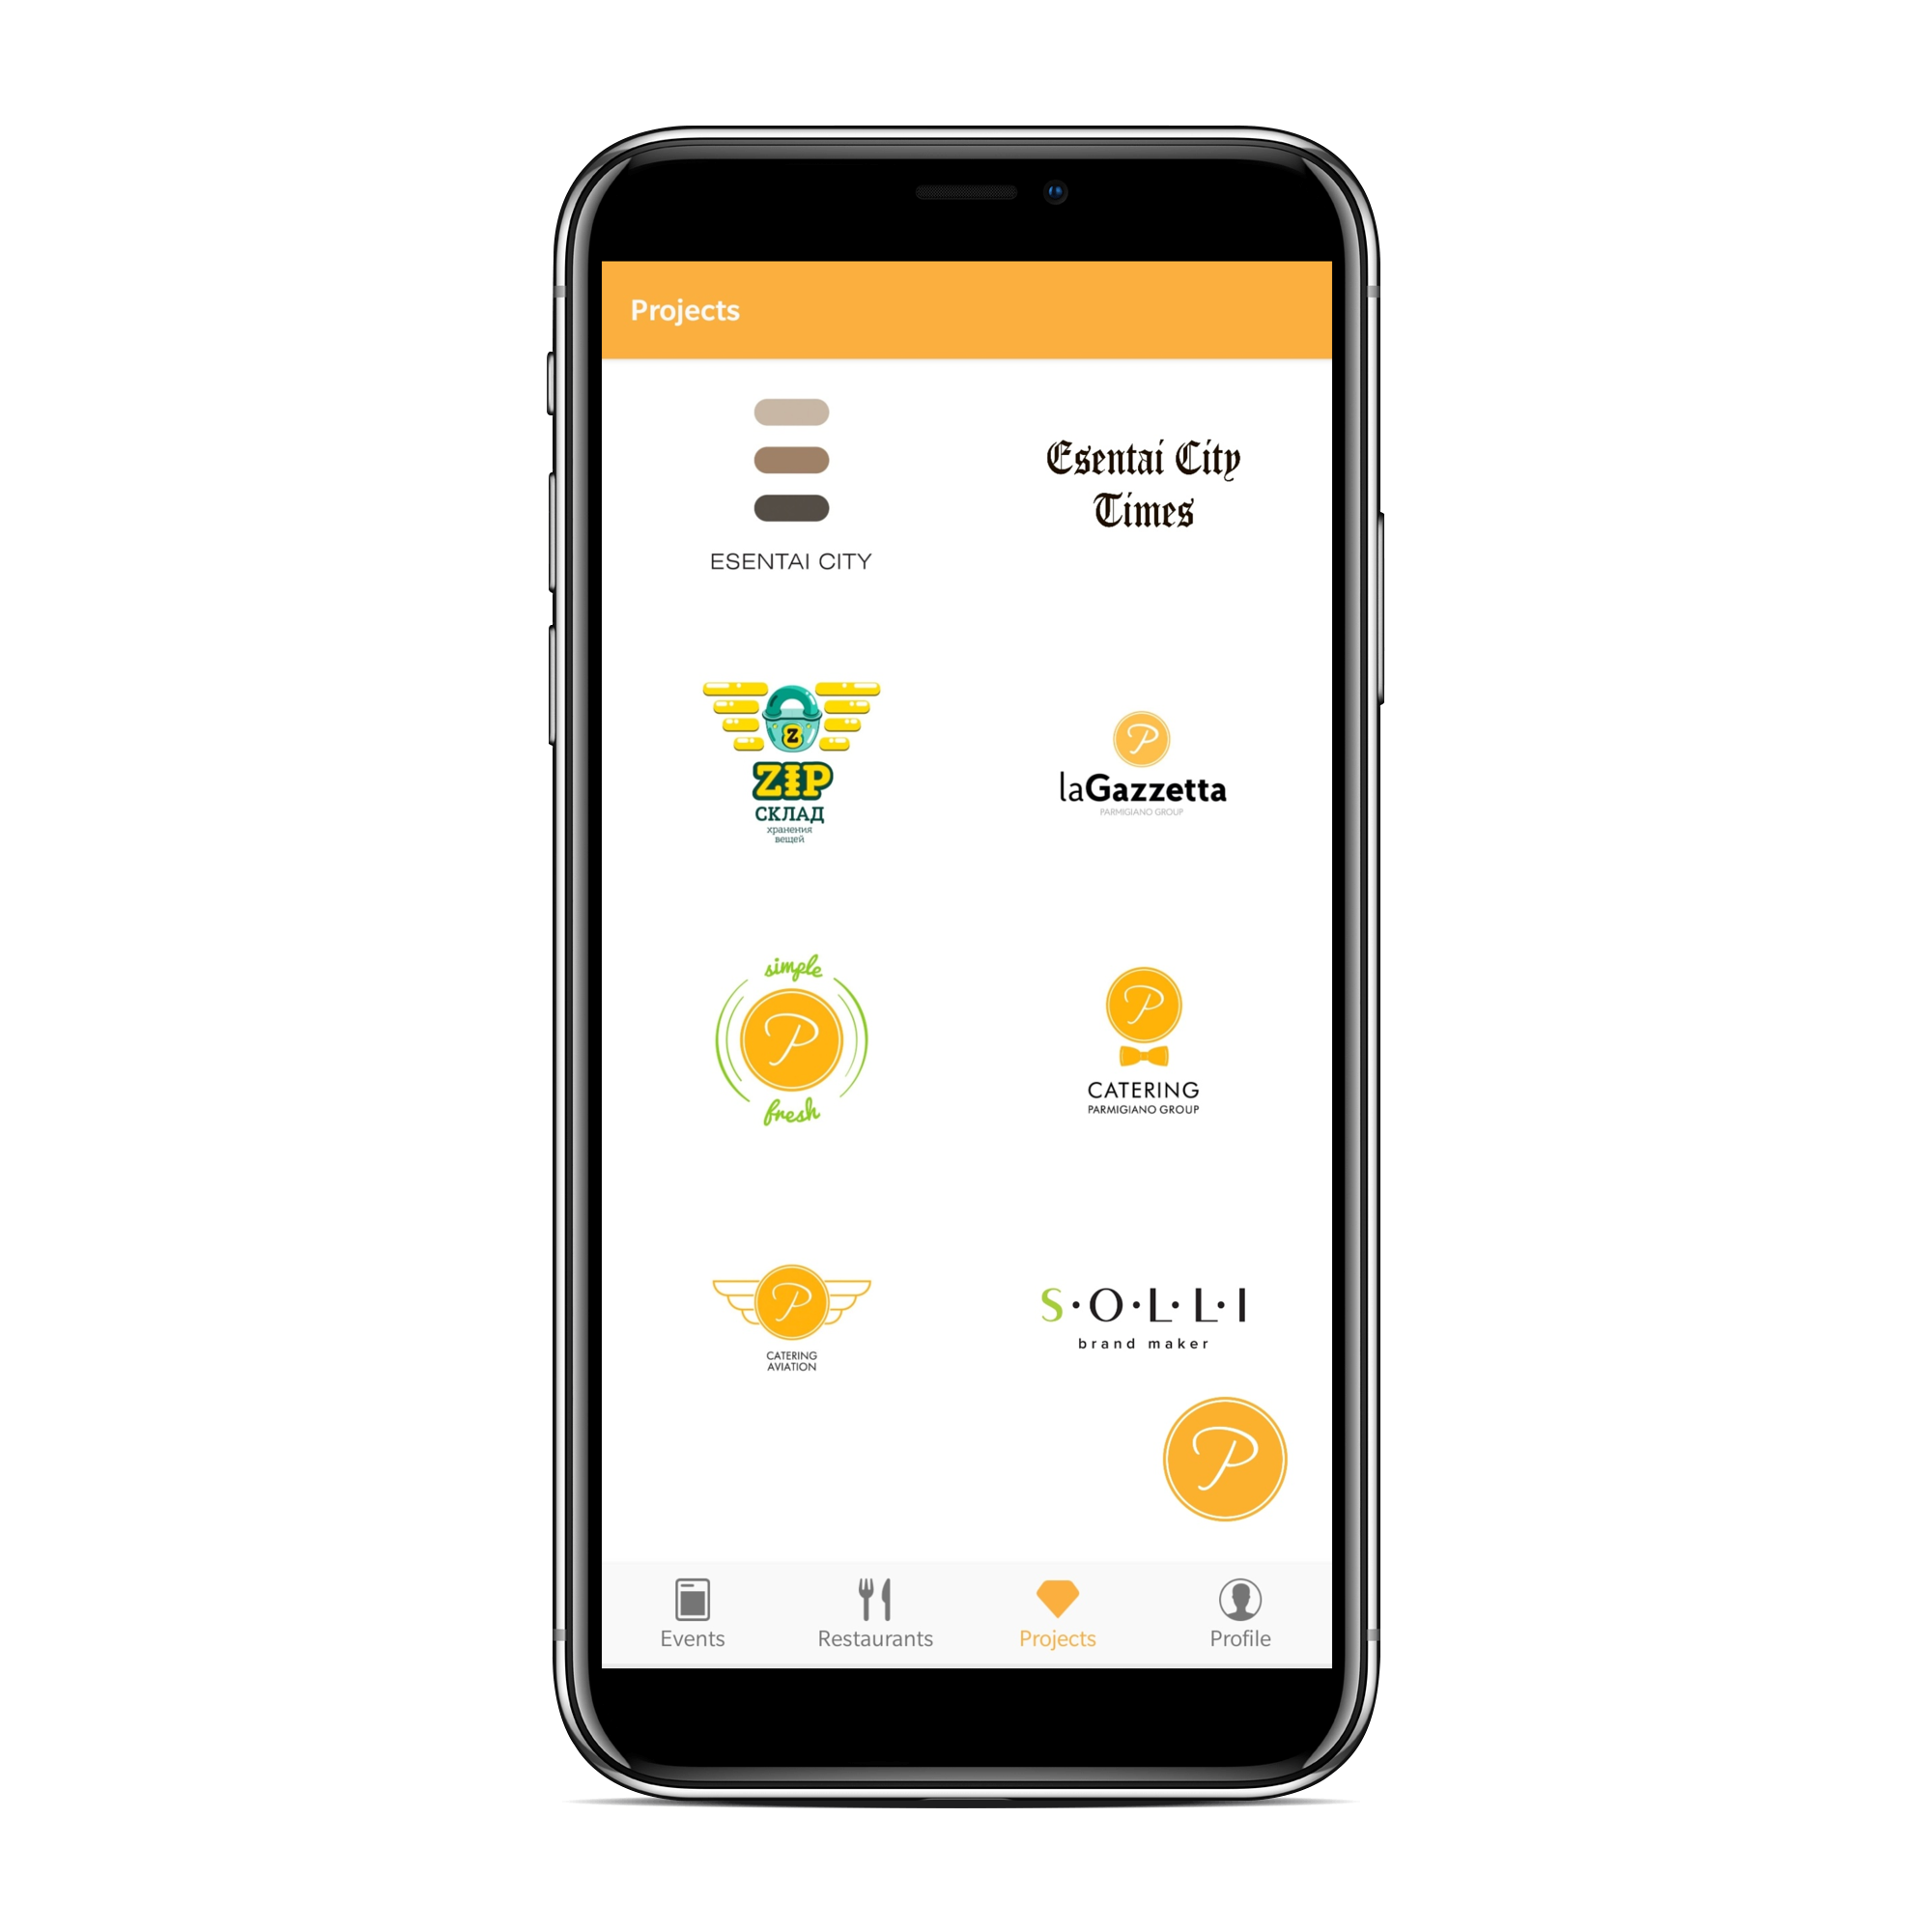 Projects
ESENTAI CITY
Esentai City
Times
Z
ZIP
СКЛАД
хранения
вещей
P
laGazzetta
PARMIGIANO GROUP
simple
P
fresh
P
CATERING
PARMIGIANO GROUP
P
CATERING
AVIATION
S·O·L·L·I
brand maker
P
Events
Restaurants
Projects
Profile